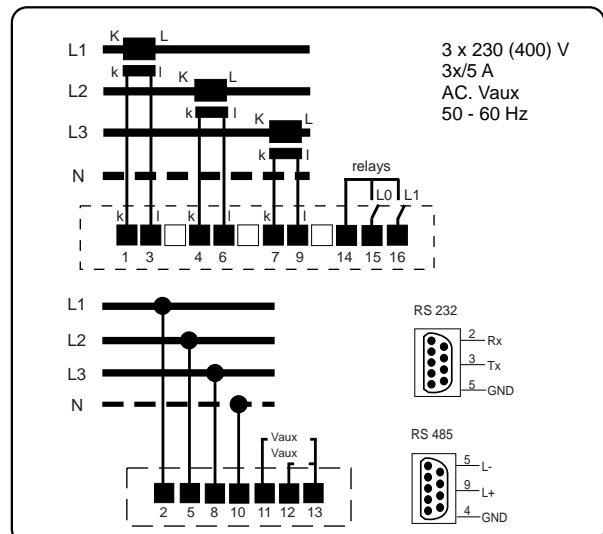 3 x 230 (400) V
3x/5 A
AC. Vaux
50 - 60 Hz
L1 K L
k l
L2 K L
k l
L3 K L
k l
N
relays
L0 L1
k l k l k l
1 3 4 6 7 9 14 15 16
L1
L2
L3
N
Vaux
Vaux
2 5 8 10 11 12 13
RS 232
2 Rx
3 Tx
5 GND
RS 485
5 L-
9 L+
4 GND